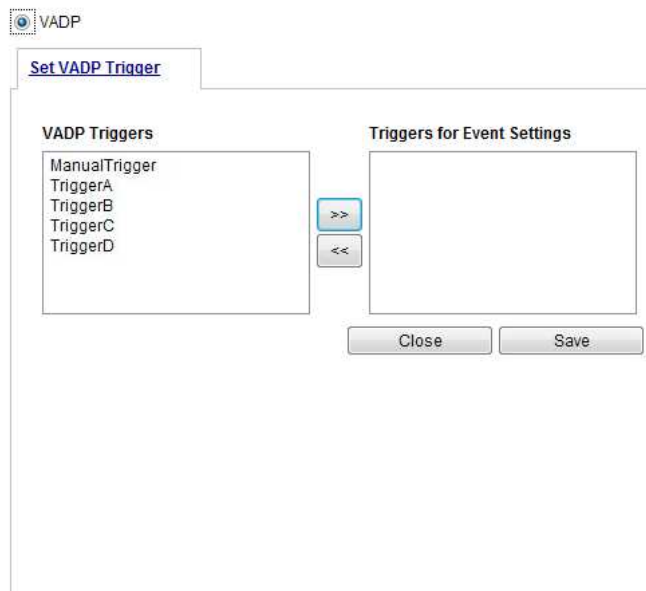 VADP
Set VADP Trigger
VADP Triggers
Triggers for Event Settings
ManualTrigger
TriggerA
TriggerB
TriggerC
TriggerD
>>
<<
Close
Save